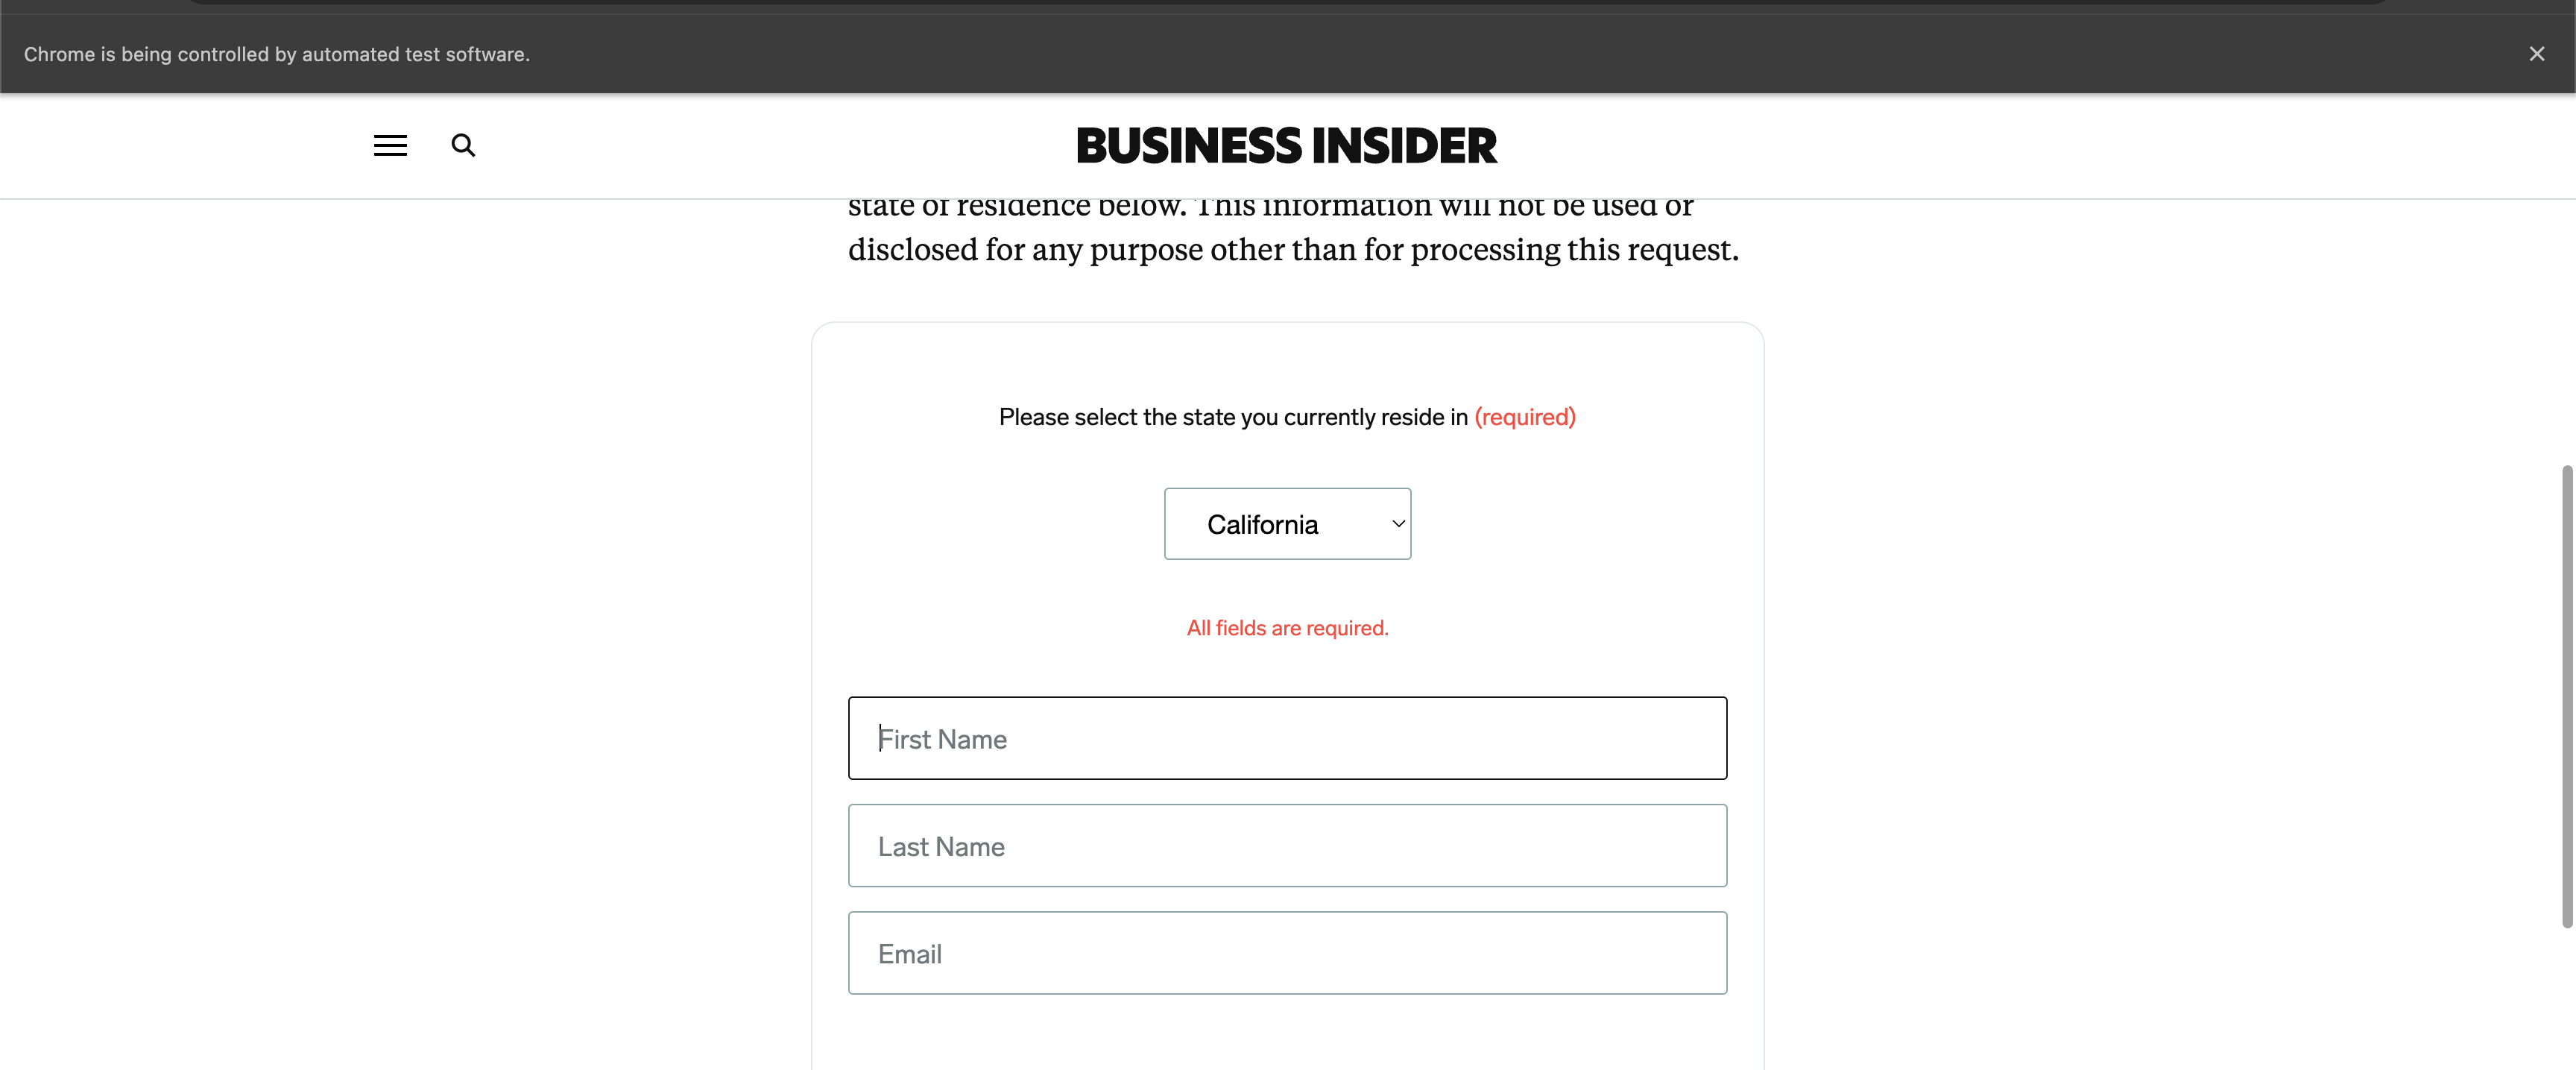 Chrome is being controlled by automated test software.
BUSINESS INSIDER
state of residence below. This information will not be used or
disclosed for any purpose other than for processing this request.
Please select the state you currently reside in (required)
California
All fields are required.
First Name
Last Name
Email